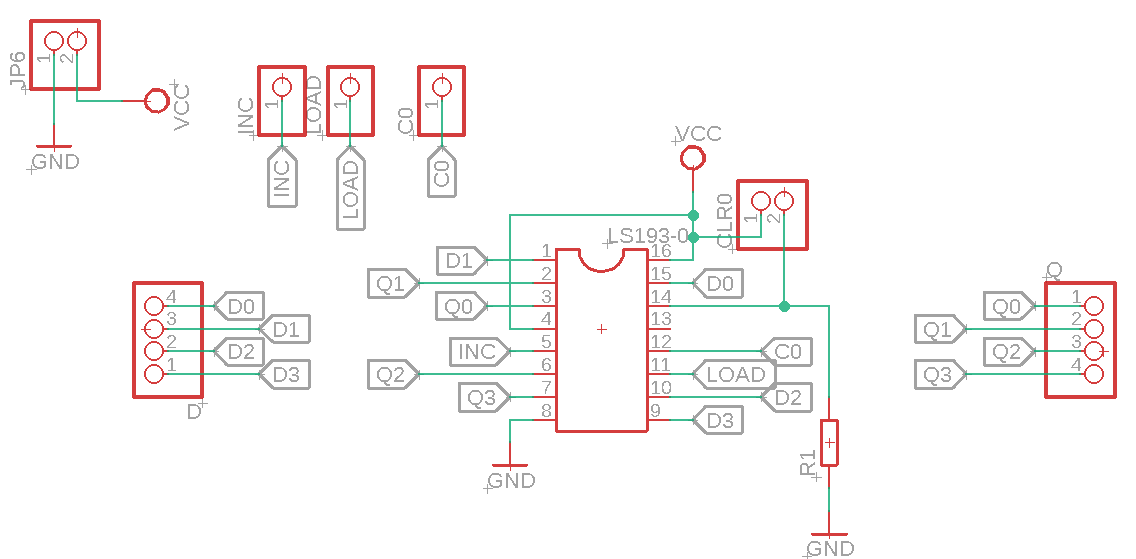 JP6
1
2
VCC
GND
INC
1
INC
LOAD
1
LOAD
C0
1
C0
VCC
CLR0
1
2
LS193-0
D1
1
16
Q1
2
15
D0
Q0
3
14
4
13
INC
5
12
C0
Q2
6
11
LOAD
Q3
7
10
D2
8
9
D3
GND
R1
GND
4
D0
3
D1
2
D2
1
D3
D
Q
Q0
1
Q1
2
Q2
3
Q3
4